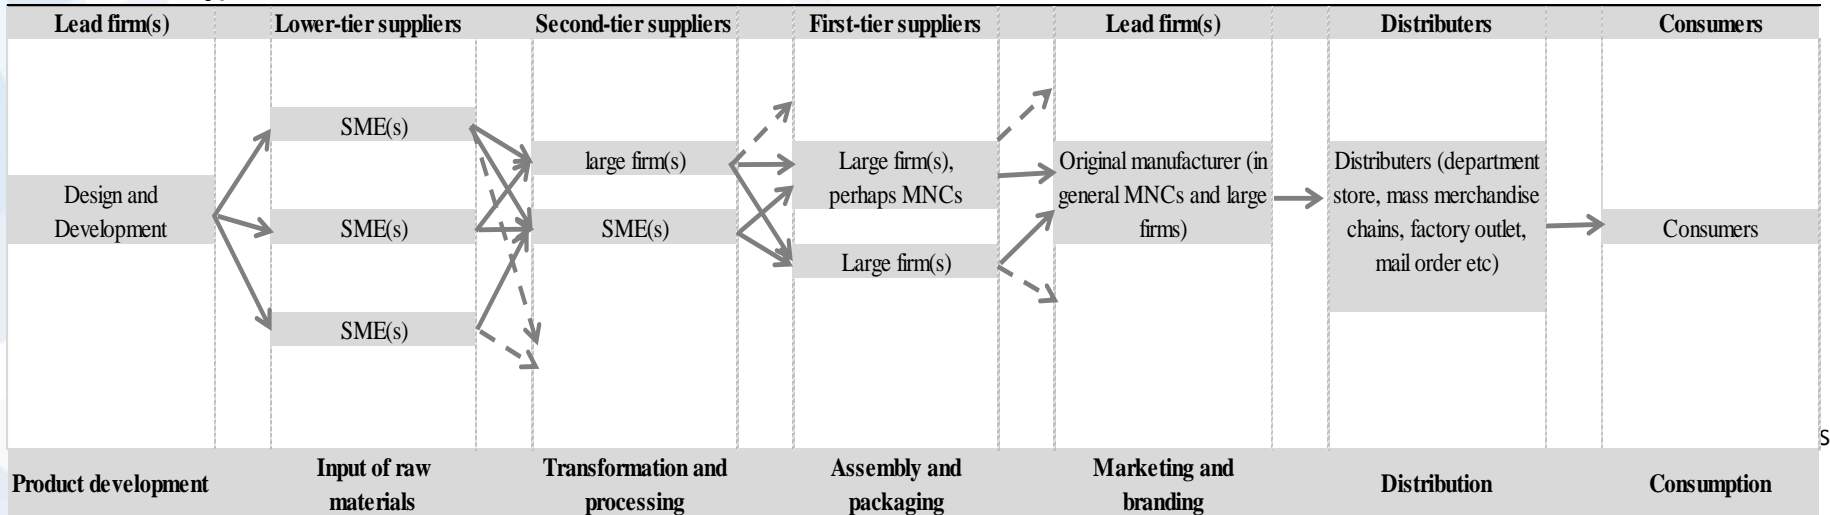 Lead firm(s)
Lower-tier suppliers
Second-tier suppliers
First-tier suppliers
Lead firm(s)
Distributers
Consumers
Design and
Development
SME(s)
SME(s)
SME(s)
large firm(s)
SME(s)
Large firm(s),
perhaps MNCs
Large firm(s)
Original manufacturer (in
general MNCs and large
firms)
Distributers (department
store, mass merchandise
chains, factory outlet,
mail order etc)
Consumers
s
Product development
Input of raw
materials
Transformation and
processing
Assembly and
packaging
Marketing and
branding
Distribution
Consumption